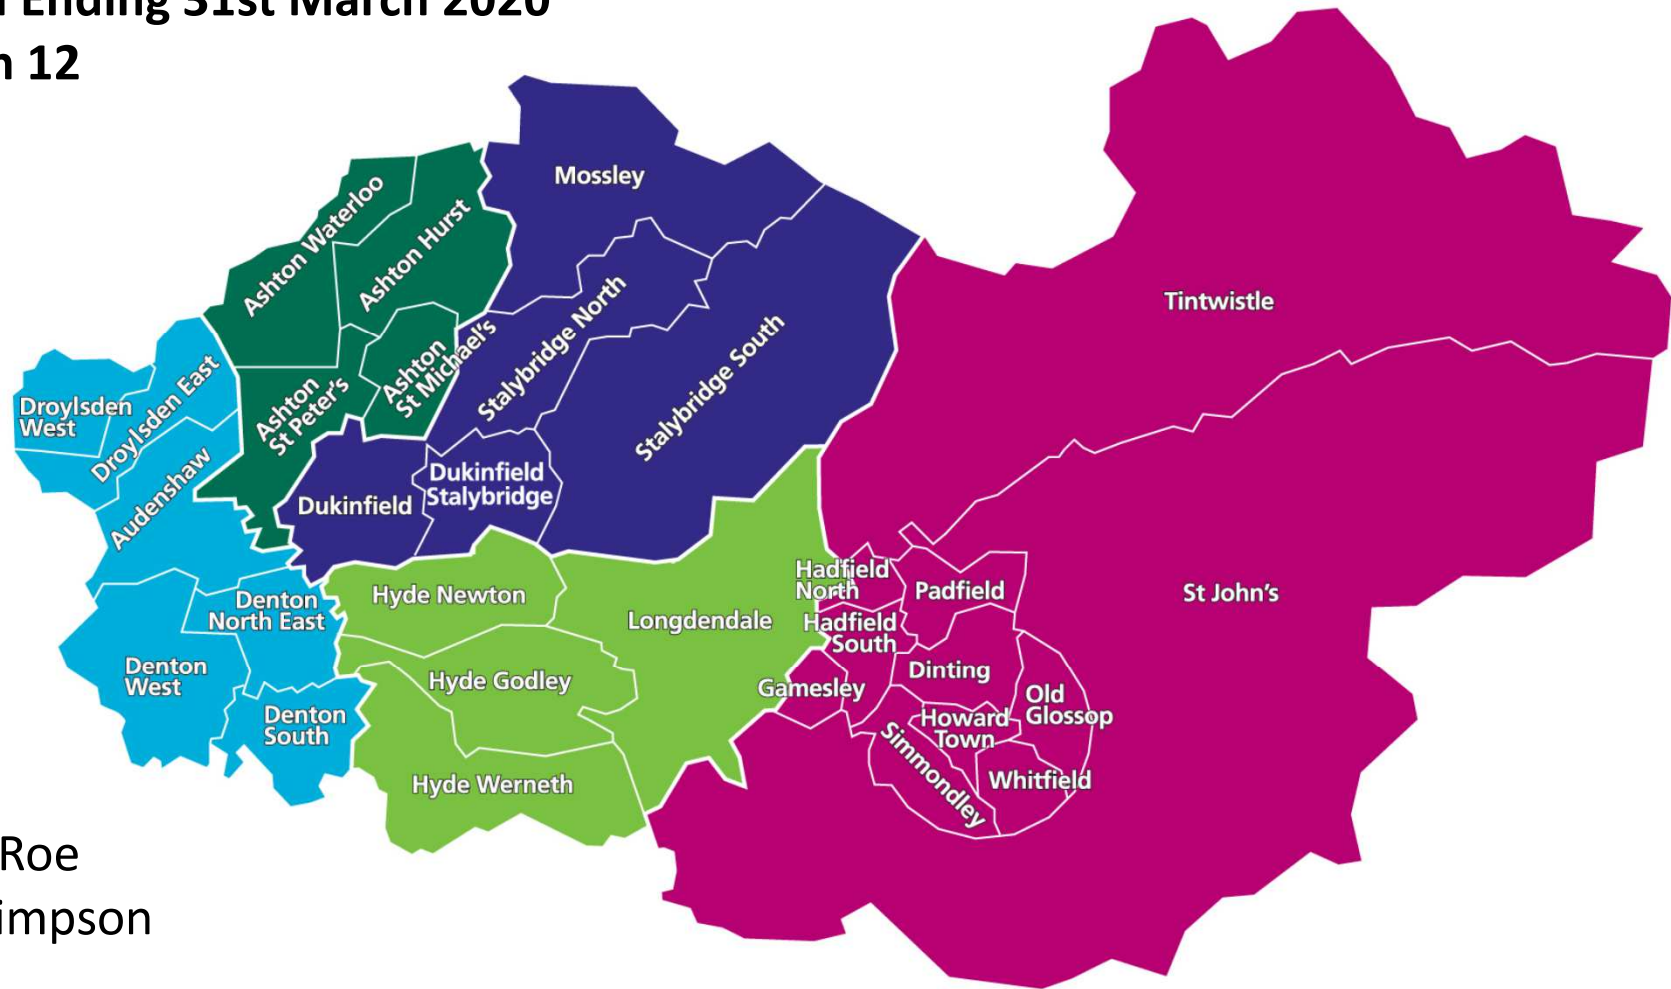 Ending 31st March 2020
12
Mossley
Ashton Waterloo
Ashton Hurst
Tintwistle
Stalybridge North
Ashton
St Michael's
Stalybridge South
Droylsden
West
Droylsden East
Ashton
St Peter's
Audenshaw
Dukinfield
Dukinfield
Stalybridge
Hadfield
North
Padfield
St John's
Hyde Newton
Denton
North East
Longdendale
Hadfield
South
Denton
West
Hyde Godley
Gamesley
Dinting
Old
Glossop
Denton
South
Howard
Town
Simmondley
Whitfield
Hyde Werneth
Roe
impson